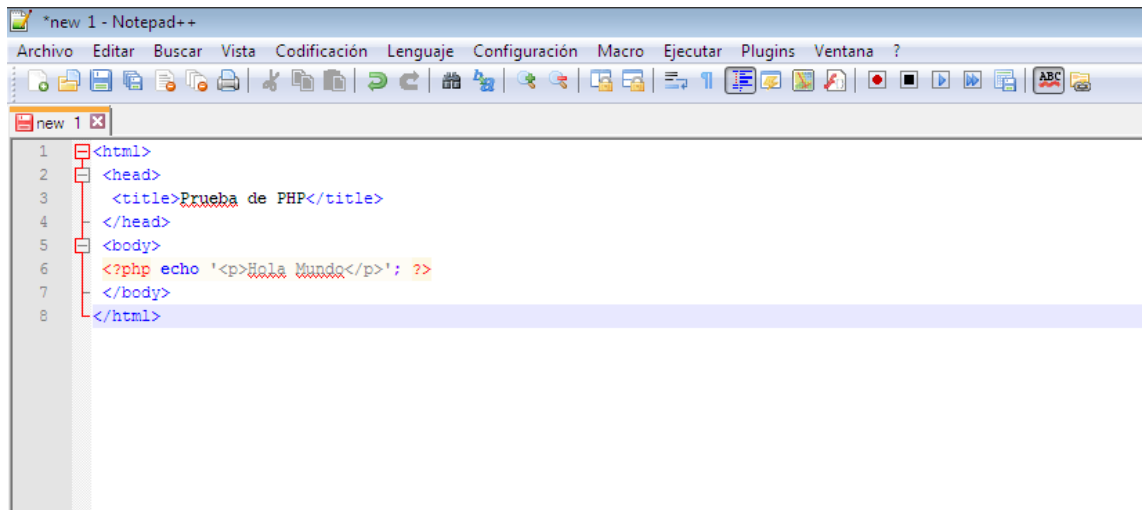 *new 1 - Notepad++
Archivo Editar Buscar Vista Codificación Lenguaje Configuración Macro Ejecutar Plugins Ventana ?
ABC
new 1
1 <html>
2 <head>
3 <title>Prueba de PHP</title>
4 </head>
5 <body>
6 <?php echo '<p>Hola Mundo</p>'; ?>
7 </body>
8 </html>